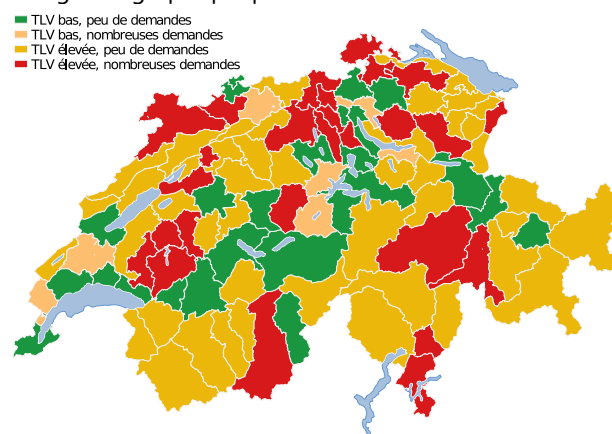 TLV bas, peu de demandes
TLV bas, nombreuses demandes
TLV élevée, peu de demandes
TLV élevée, nombreuses demandes